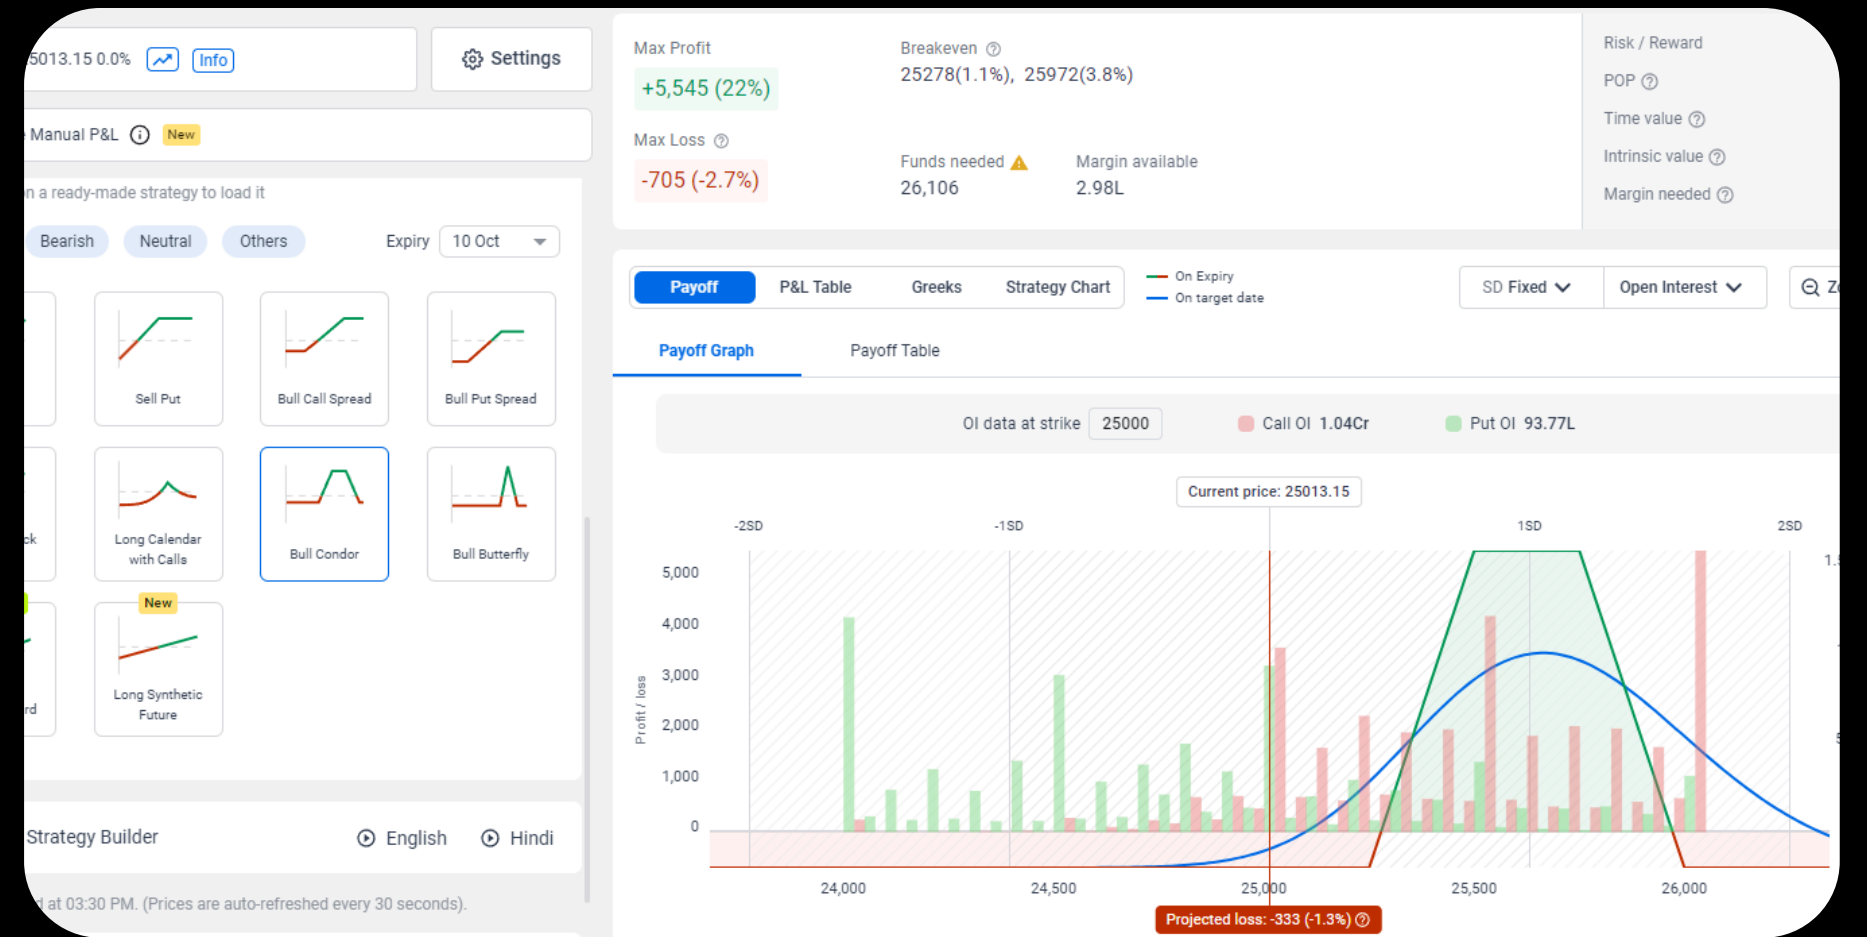 5013.15 0.0%
Info
Settings
Manual P&L
New
on a ready-made strategy to load it
Bearish
Neutral
Others
Expiry
10 Oct
Sell Put
Bull Call Spread
Bull Put Spread
ck
Long Calendar
with Calls
Bull Condor
Bull Butterfly
rd
New
Long Synthetic
Future
Strategy Builder
English
Hindi
d at 03:30 PM. (Prices are auto-refreshed every 30 seconds).
Max Profit
+5,545 (22%)
Max Loss
-705 (-2.7%)
Breakeven
25278(1.1%), 25972(3.8%)
Funds needed
26,106
Margin available
2.98L
Risk / Reward
POP
Time value
Intrinsic value
Margin needed
Payoff
P&L Table
Greeks
Strategy Chart
On Expiry
On target date
SD Fixed
Open Interest
Zo
Payoff Graph
Payoff Table
OI data at strike
25000
Call OI 1.04Cr
Put OI 93.77L
Current price: 25013.15
-2SD
-1SD
1SD
2SD
Profit / loss
5,000
4,000
3,000
2,000
1,000
0
1.5
24,000
24,500
25,000
25,500
26,000
Projected loss: -333 (-1.3%)